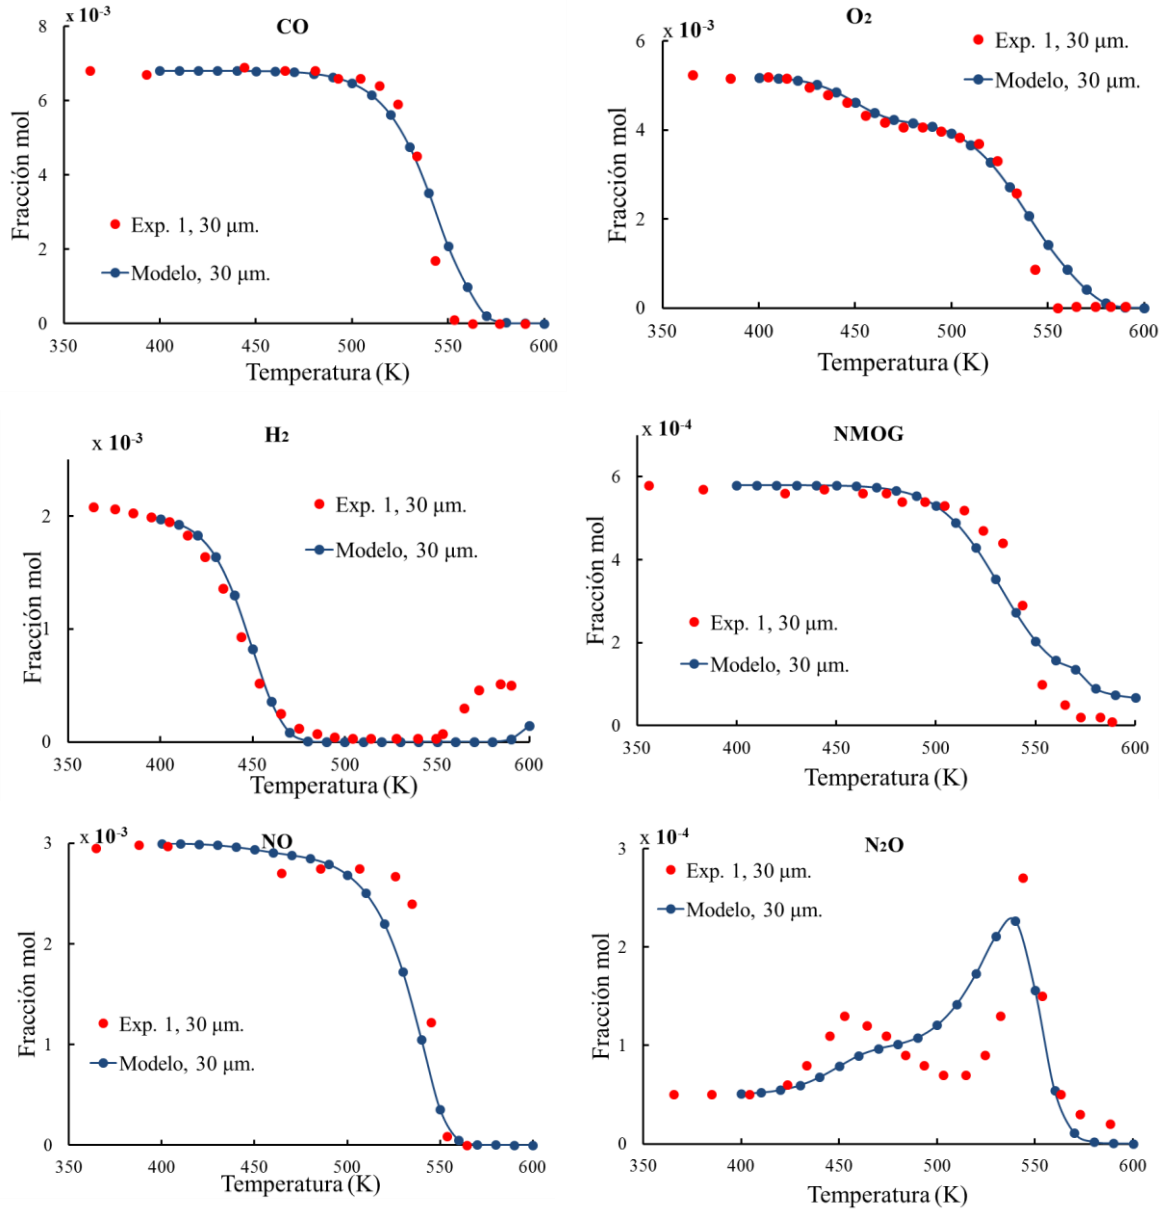 x 10⁻³
CO
8
6
4
2
0
Fracción mol
Exp. 1, 30 μm.
Modelo, 30 μm.
350 400 450 500 550 600
Temperatura (K)
x 10⁻³
O₂
6
4
2
0
Fracción mol
Exp. 1, 30 μm.
Modelo, 30 μm.
350 400 450 500 550 600
Temperatura (K)
x 10⁻³
H₂
2
1
0
Fracción mol
Exp. 1, 30 μm.
Modelo, 30 μm.
350 400 450 500 550 600
Temperatura (K)
x 10⁻⁴
NMOG
6
4
2
0
Fracción mol
Exp. 1, 30 μm.
Modelo, 30 μm.
350 400 450 500 550 600
Temperatura (K)
x 10⁻³
NO
3
2
1
0
Fracción mol
Exp. 1, 30 μm.
Modelo, 30 μm.
350 400 450 500 550 600
Temperatura (K)
x 10⁻⁴
N₂O
3
2
1
0
Fracción mol
Exp. 1, 30 μm.
Modelo, 30 μm.
350 400 450 500 550 600
Temperatura (K)